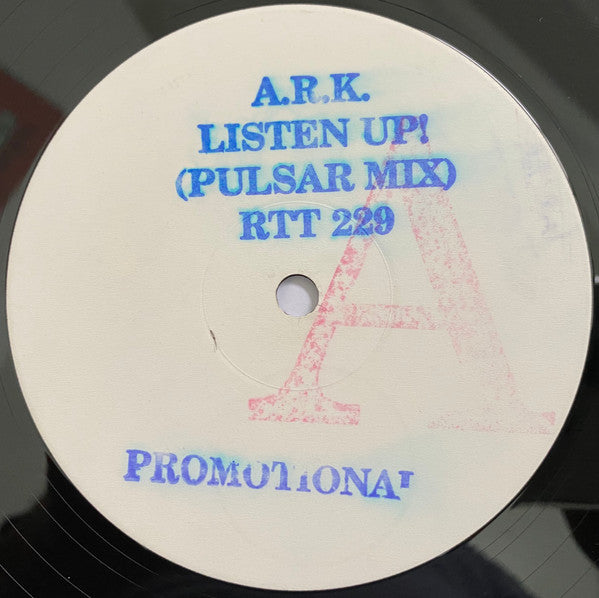 A.R.K.
LISTEN UP!
(PULSAR MIX)
RTT 229
A
PROMOTIONAL